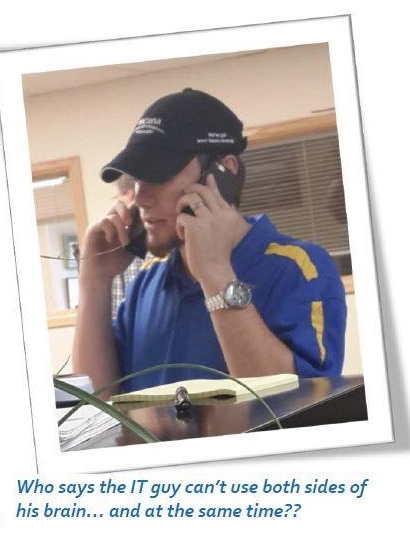 Who says the IT guy can't use both sides of
his brain... and at the same time??